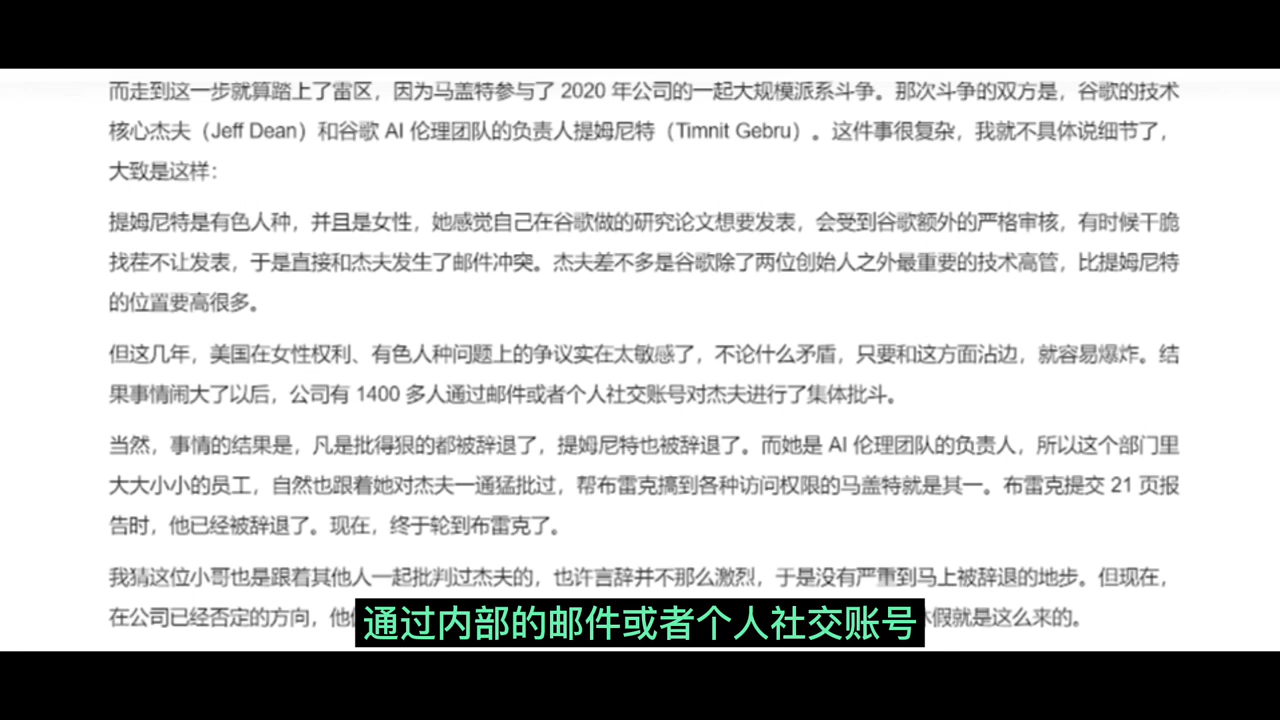 而走到这一步就算踏上了雷区，因为马盖特参与了 2020 年公司的一起大规模派系斗争。那次斗争的双方是，谷歌的技术
核心杰夫（Jeff Dean）和谷歌 AI 伦理团队的负责人提姆尼特（Timnit Gebru）。这件事很复杂，我就不具体说细节了，
大致是这样：
提姆尼特是有色人种，并且是女性，她感觉自己在谷歌做的研究论文想要发表，会受到谷歌额外的严格审核，有时候干脆
找茬不让发表，于是直接和杰夫发生了邮件冲突。杰夫差不多是谷歌除了两位创始人之外最重要的技术高管，比提姆尼特
的位置要高很多。
但这几年，美国在女性权利、有色人种问题上的争议实在太敏感了，不论什么矛盾，只要和这方面沾边，就容易爆炸。结
果事情闹大了以后，公司有 1400 多人通过邮件或者个人社交账号对杰夫进行了集体批斗。
当然，事情的结果是，凡是批得狠的都被辞退了，提姆尼特也被辞退了。而她是 AI 伦理团队的负责人，所以这个部门里
大大小小的员工，自然也跟着她对杰夫一通猛批过，帮布雷克搞到各种访问权限的马盖特就是其一。布雷克提交 21 页报
告时，他已经被辞退了。现在，终于轮到布雷克了。
我猜这位小哥也是跟着其他人一起批判过杰夫的，也许言辞并不那么激烈，于是没有严重到马上被辞退的地步。但现在，
在公司已经否定的方向，他
休假就是这么来的。
通过内部的邮件或者个人社交账号